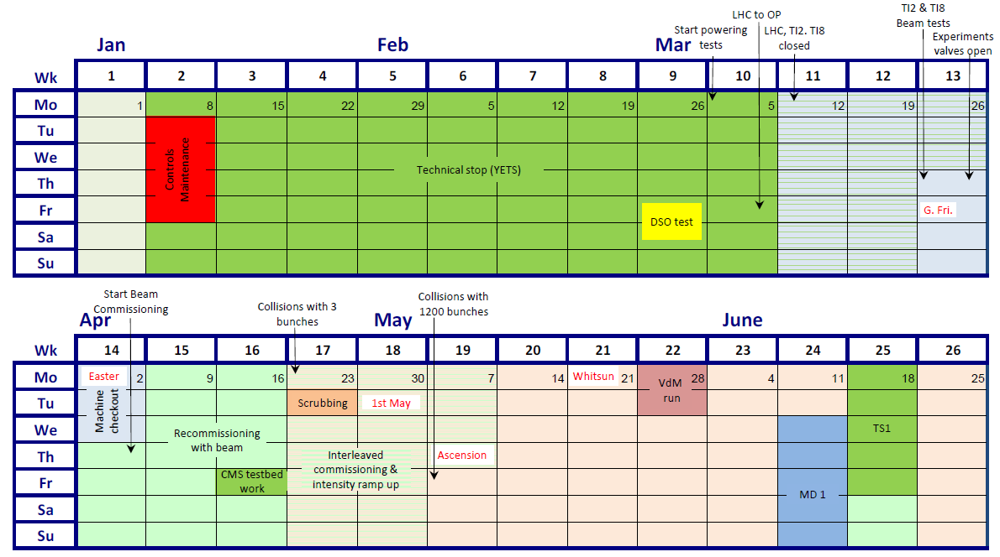 LHC to OP
TI2 & TI8
Beam tests
Start powering
tests
LHC, TI2. TI8
closed
Experiments
valves open
Jan Feb Mar
Wk 1 2 3 4 5 6 7 8 9 10 11 12 13
Mo 1 8 15 22 29 5 12 19 26 5 12 19 26
Tu
We
Th
Fr
Sa
Su
Controls
Maintenance
Technical stop (YETS)
DSO test
G. Fri.
Start Beam
Commissioning
Collisions with 3
bunches
Collisions with
1200 bunches
Apr May June
Wk 14 15 16 17 18 19 20 21 22 23 24 25 26
Mo Easter 2 9 16 23 30 7 14 Whitsun 21 28 4 11 18 25
Tu
We
Th
Fr
Sa
Su
Machine
checkout
Recommissioning
with beam
CMS testbed
work
Scrubbing
1st May
Interleaved
commissioning &
intensity ramp up
Ascension
VdM
run
MD 1
TS1